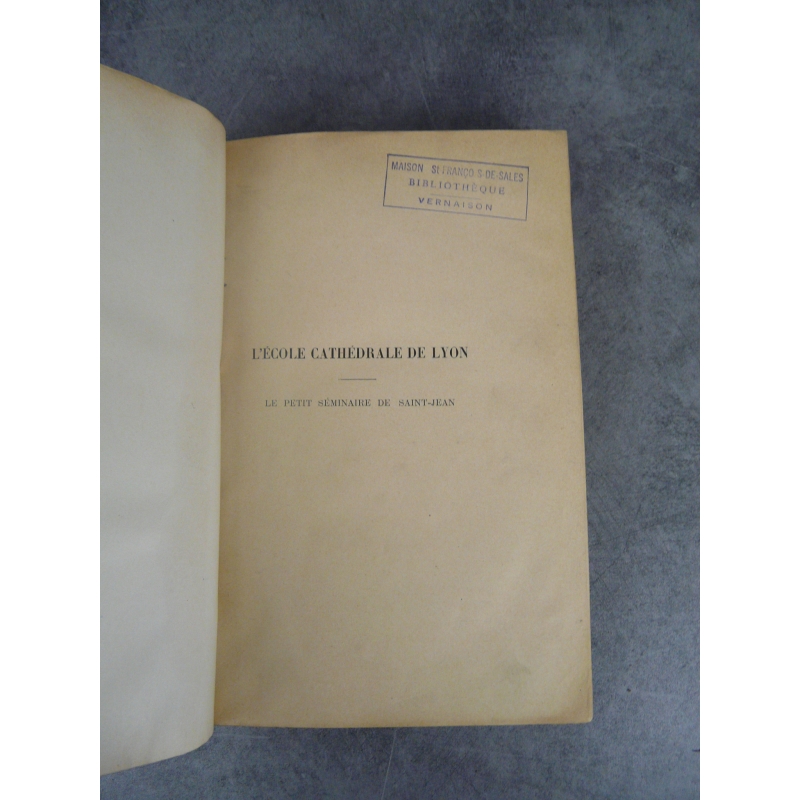 MAISON ST-FRANÇOIS-DE-SALES
BIBLIOTHÈQUE
VERNAISON
L'ÉCOLE CATHÉDRALE DE LYON
LE PETIT SÉMINAIRE DE SAINT-JEAN